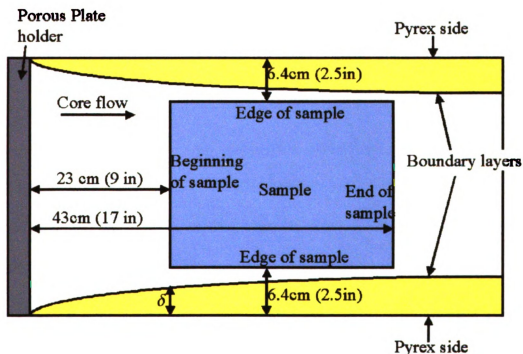 Porous Plate
holder
Pyrex side
6.4cm (2.5in)
Core flow
Edge of sample
Beginning
of sample
Boundary layers
23 cm (9 in)
Sample
End of
sample
43cm (17 in)
Edge of sample
δ
6.4cm (2.5in)
Pyrex side